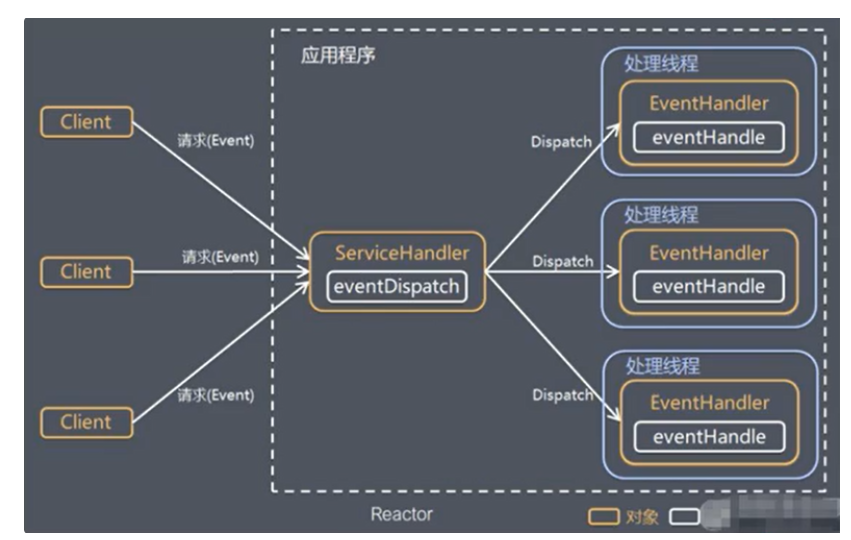 应用程序
处理线程
EventHandler
eventHandle
Client
请求(Event)
Dispatch
处理线程
ServiceHandler
eventDispatch
EventHandler
eventHandle
Client
请求(Event)
Dispatch
处理线程
EventHandler
eventHandle
Client
请求(Event)
Dispatch
Reactor
对象